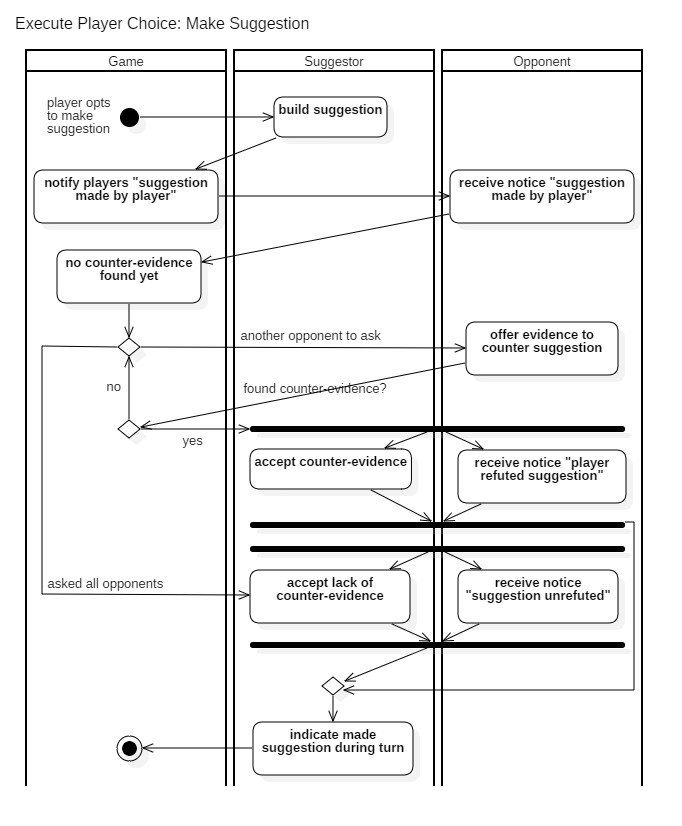 Execute Player Choice: Make Suggestion
Game
Suggestor
Opponent
player opts
to make
suggestion
build suggestion
notify players "suggestion
made by player"
receive notice "suggestion
made by player"
no counter-evidence
found yet
another opponent to ask
offer evidence to
counter suggestion
no
found counter-evidence?
yes
accept counter-evidence
receive notice "player
refuted suggestion"
asked all opponents
accept lack of
counter-evidence
receive notice
"suggestion unrefuted"
indicate made
suggestion during turn